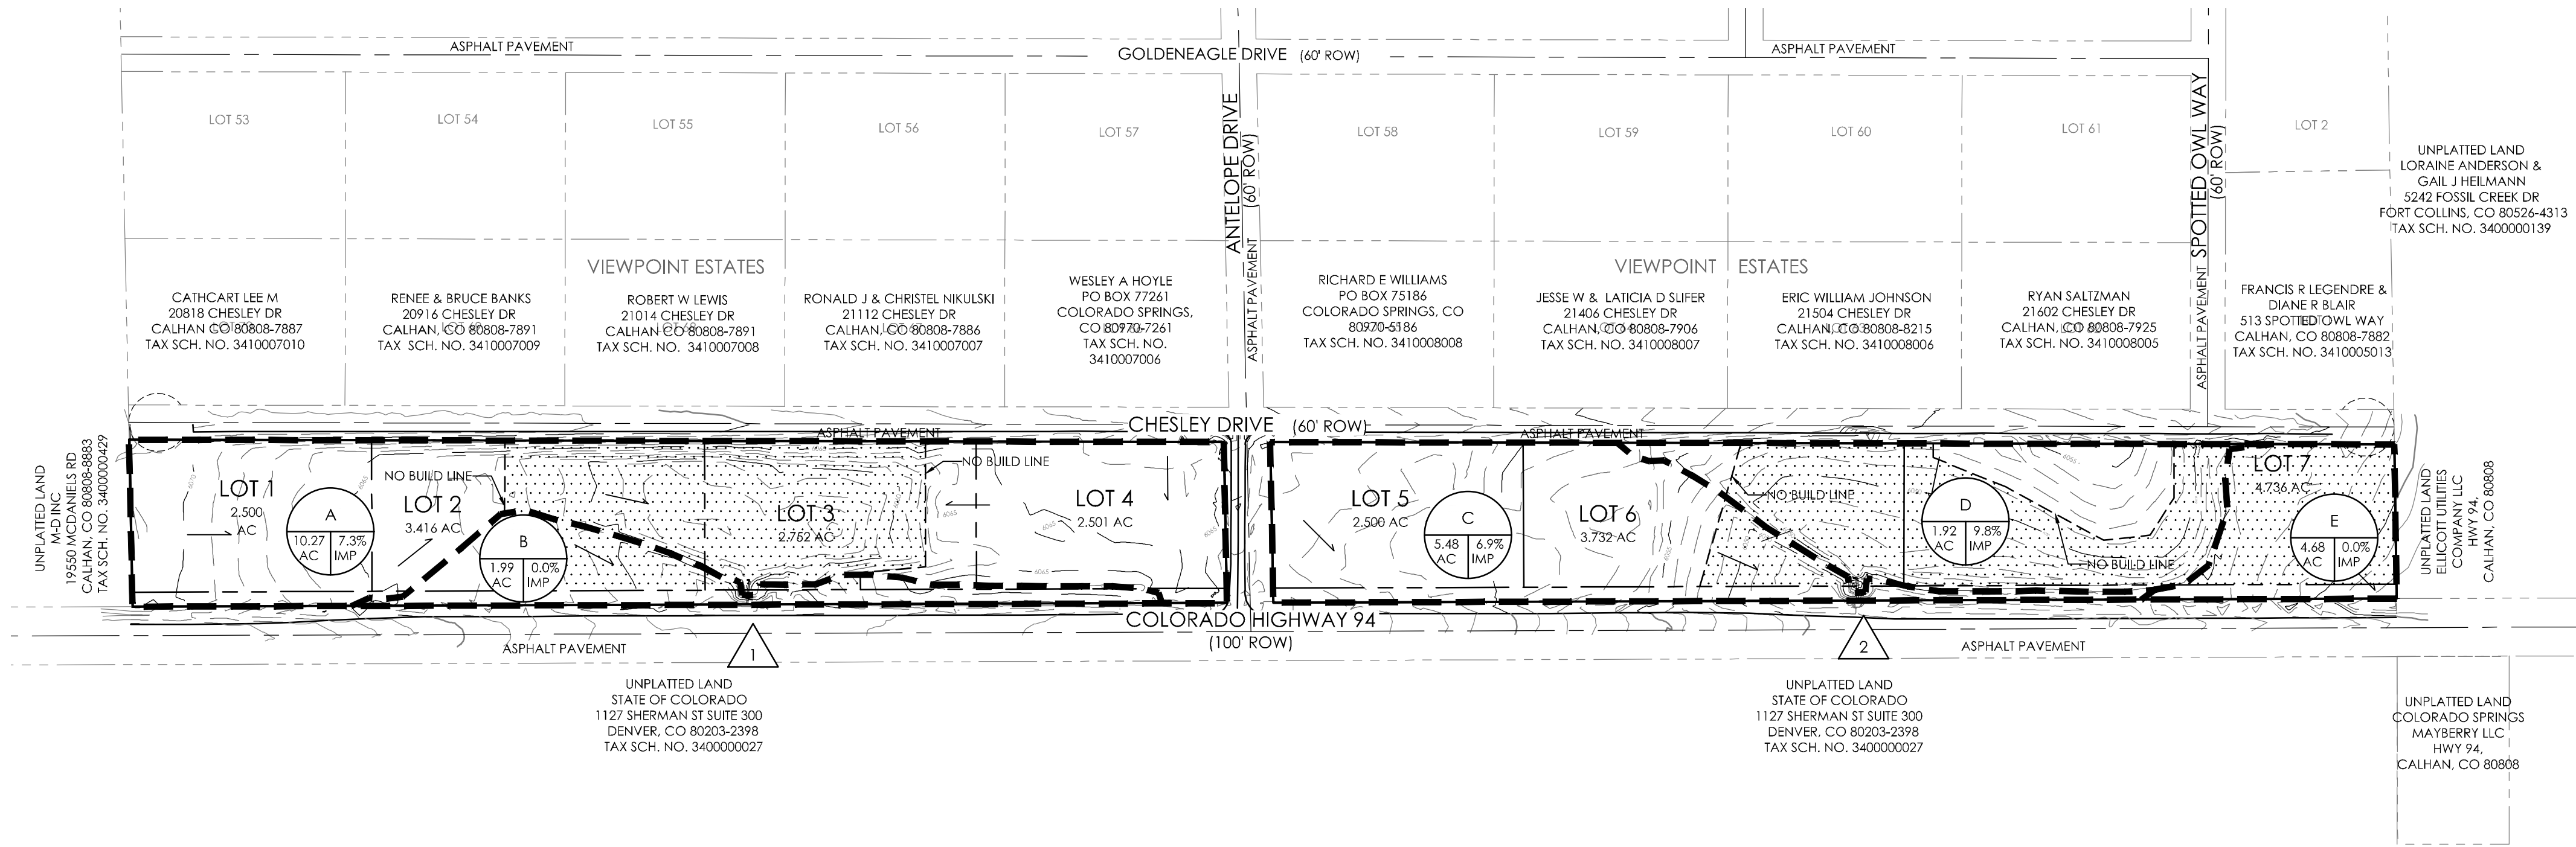 ASPHALT PAVEMENT
GOLDENEAGLE DRIVE (60' ROW)
ASPHALT PAVEMENT
LOT 53
LOT 54
LOT 55
LOT 56
LOT 57
ANTELOPE DRIVE
(60' ROW)
ASPHALT PAVEMENT
LOT 58
LOT 59
LOT 60
LOT 61
SPOTTED OWL WAY
(60' ROW)
ASPHALT PAVEMENT
LOT 2
UNPLATTED LAND
LORAINE ANDERSON &
GAIL J HEILMANN
5242 FOSSIL CREEK DR
FORT COLLINS, CO 80526-4313
TAX SCH. NO. 3400000139
VIEWPOINT ESTATES
VIEWPOINT ESTATES
CATHCART LEE M
20818 CHESLEY DR
CALHAN CO 80808-7887
TAX SCH. NO. 3410007010
RENEE & BRUCE BANKS
20916 CHESLEY DR
CALHAN, CO 80808-7891
TAX SCH. NO. 3410007009
ROBERT W LEWIS
21014 CHESLEY DR
CALHAN CO 80808-7891
TAX SCH. NO. 3410007008
RONALD J & CHRISTEL NIKULSKI
21112 CHESLEY DR
CALHAN, CO 80808-7886
TAX SCH. NO. 3410007007
WESLEY A HOYLE
PO BOX 77261
COLORADO SPRINGS,
CO 80970-7261
TAX SCH. NO.
3410007006
RICHARD E WILLIAMS
PO BOX 75186
COLORADO SPRINGS, CO
80970-5186
TAX SCH. NO. 3410008008
JESSE W & LATICIA D SLIFER
21406 CHESLEY DR
CALHAN, CO 80808-7906
TAX SCH. NO. 3410008007
ERIC WILLIAM JOHNSON
21504 CHESLEY DR
CALHAN, CO 80808-8215
TAX SCH. NO. 3410008006
RYAN SALTZMAN
21602 CHESLEY DR
CALHAN, CO 80808-7925
TAX SCH. NO. 3410008005
FRANCIS R LEGENDRE &
DIANE R BLAIR
513 SPOTTED OWL WAY
CALHAN, CO 80808-7882
TAX SCH. NO. 3410005013
CHESLEY DRIVE (60' ROW)
ASPHALT PAVEMENT
ASPHALT PAVEMENT
UNPLATTED LAND
M-D INC
19550 MCDANIELS RD
CALHAN, CO 80808-8883
TAX SCH. NO. 3400000429
LOT 1
2.500
AC
6070
6065
A
10.27 AC
7.3% IMP
NO BUILD LINE
LOT 2
3.416 AC
B
1.99 AC
0.0% IMP
LOT 3
2.752 AC
6065
NO BUILD LINE
6065
LOT 4
2.501 AC
6065
6065
LOT 5
2.500 AC
C
5.48 AC
6.9% IMP
LOT 6
3.732 AC
6055
NO BUILD LINE
D
1.92 AC
9.8% IMP
6055
NO BUILD LINE
LOT 7
4.736 AC
E
4.68 AC
0.0% IMP
UNPLATTED LAND
ELLICOTT UTILITIES
COMPANY LLC
HWY 94,
CALHAN, CO 80808
COLORADO HIGHWAY 94
(100' ROW)
ASPHALT PAVEMENT
1
2
ASPHALT PAVEMENT
UNPLATTED LAND
STATE OF COLORADO
1127 SHERMAN ST SUITE 300
DENVER, CO 80203-2398
TAX SCH. NO. 3400000027
UNPLATTED LAND
STATE OF COLORADO
1127 SHERMAN ST SUITE 300
DENVER, CO 80203-2398
TAX SCH. NO. 3400000027
UNPLATTED LAND
COLORADO SPRINGS
MAYBERRY LLC
HWY 94,
CALHAN, CO 80808